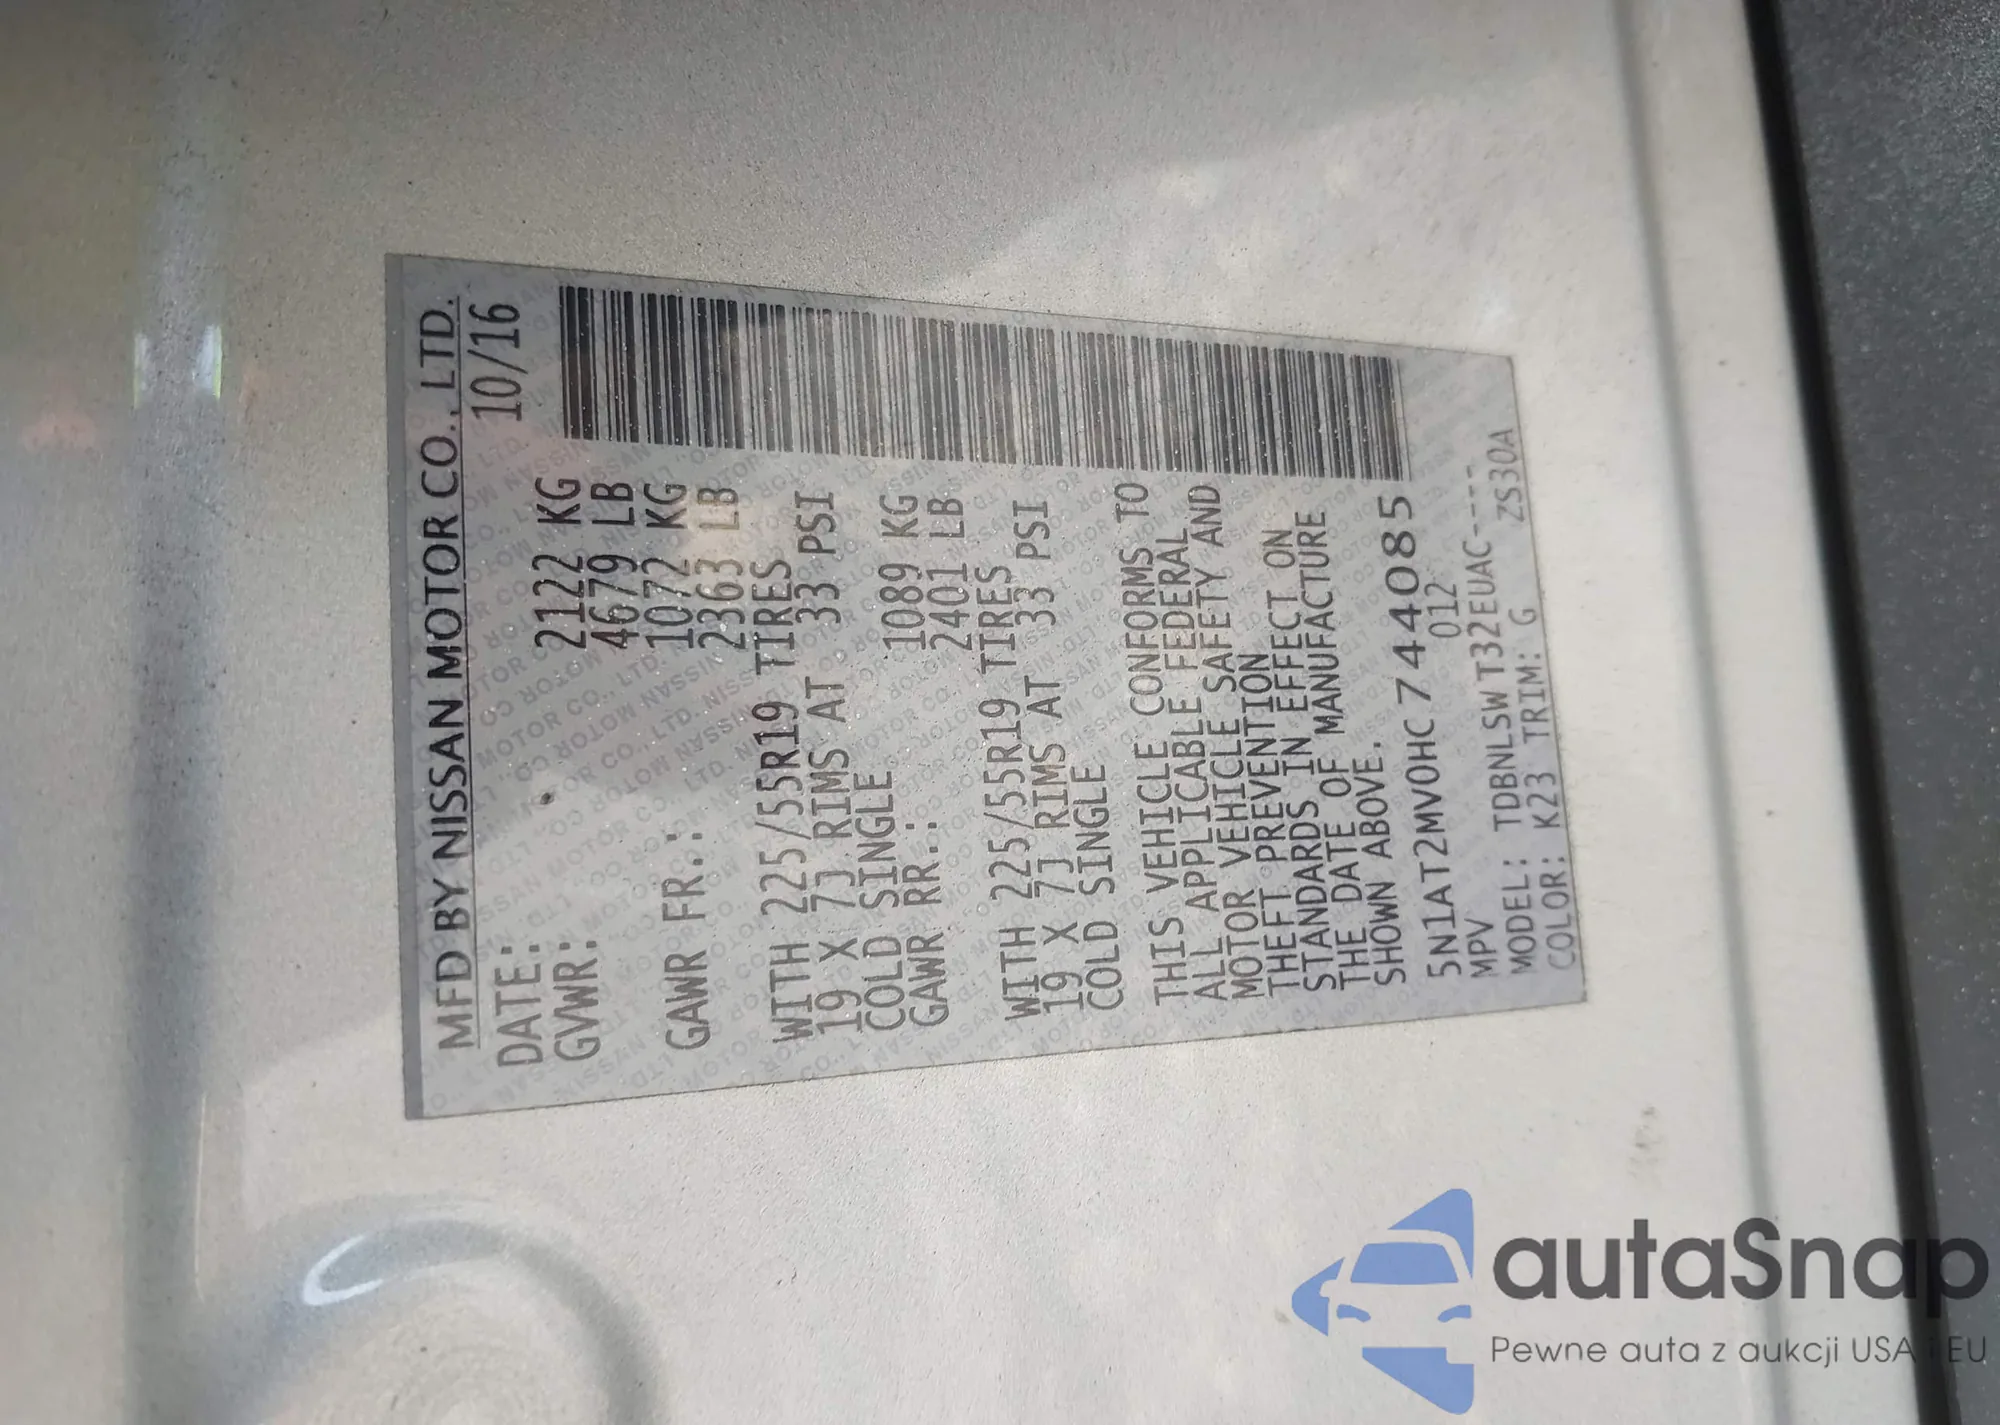 MFD BY NISSAN MOTOR CO., LTD.
DATE: 10/16
GVWR: 2122 KG
4679 LB
GAWR FR.: 1072 KG
2363 LB
WITH 225/55R19 TIRES
19 X 7J RIMS AT 33 PSI
COLD SINGLE
GAWR RR.: 1089 KG
2401 LB
WITH 225/55R19 TIRES
19 X 7J RIMS AT 33 PSI
COLD SINGLE
THIS VEHICLE CONFORMS TO
ALL APPLICABLE FEDERAL
MOTOR VEHICLE SAFETY AND
THEFT PREVENTION
STANDARDS IN EFFECT ON
THE DATE OF MANUFACTURE
SHOWN ABOVE.
5N1AT2MV0HC744085
MPV 012
MODEL: TDBNLSWT32EUAC----
COLOR: K23 TRIM: G ZS30A
autaSnap
Pewne auta z aukcji USA i EU